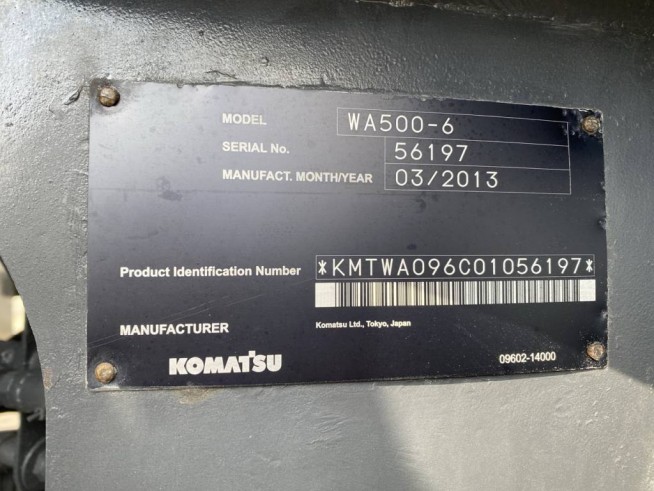 MODEL WA500-6
SERIAL No. 56197
MANUFACT. MONTH/YEAR 03/2013
Product Identification Number *KMTWA096C01056197*
MANUFACTURER Komatsu Ltd., Tokyo, Japan
KOMATSU 09602-14000